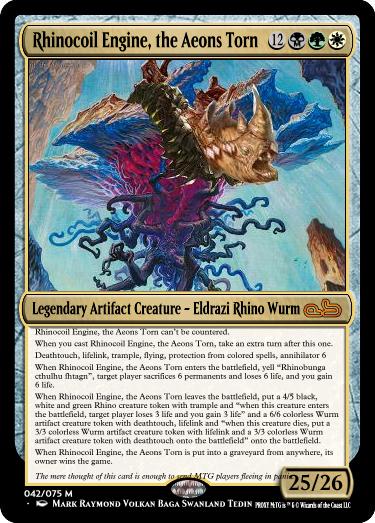 Rhinocoil Engine, the Aeons Torn 12
Legendary Artifact Creature - Eldrazi Rhino Wurm
Rhinocoil Engine, the Aeons Torn can't be countered.
When you cast Rhinocoil Engine, the Aeons Torn, take an extra turn after this one.
Deathtouch, lifelink, trample, flying, protection from colored spells, annihilator 6
When Rhinocoil Engine, the Aeons Torn enters the battlefield, yell "Rhinobunga
cthulhu fhtagn", target player sacrifices 6 permanents and loses 6 life, and you gain
6 life.
When Rhinocoil Engine, the Aeons Torn leaves the battlefield, put a 4/5 black,
white and green Rhino creature token with trample and "when this creature enters
the battlefield, target player loses 3 life and you gain 3 life" and a 6/6 colorless Wurm
artifact creature token with deathtouch, lifelink and "when this creature dies, put a
3/3 colorless Wurm artifact creature token with lifelink and a 3/3 colorless Wurm
artifact creature token with deathtouch onto the battlefield" onto the battlefield.
When Rhinocoil Engine, the Aeons Torn is put into a graveyard from anywhere, its
owner wins the game.
The mere thought of this card is enough to send MTG players fleeing in panic
25/26
042/075 M
Mark Raymond Volkan Baga Swanland Tedin PROXY M:TG is ™ & © Wizards of the Coast LLC